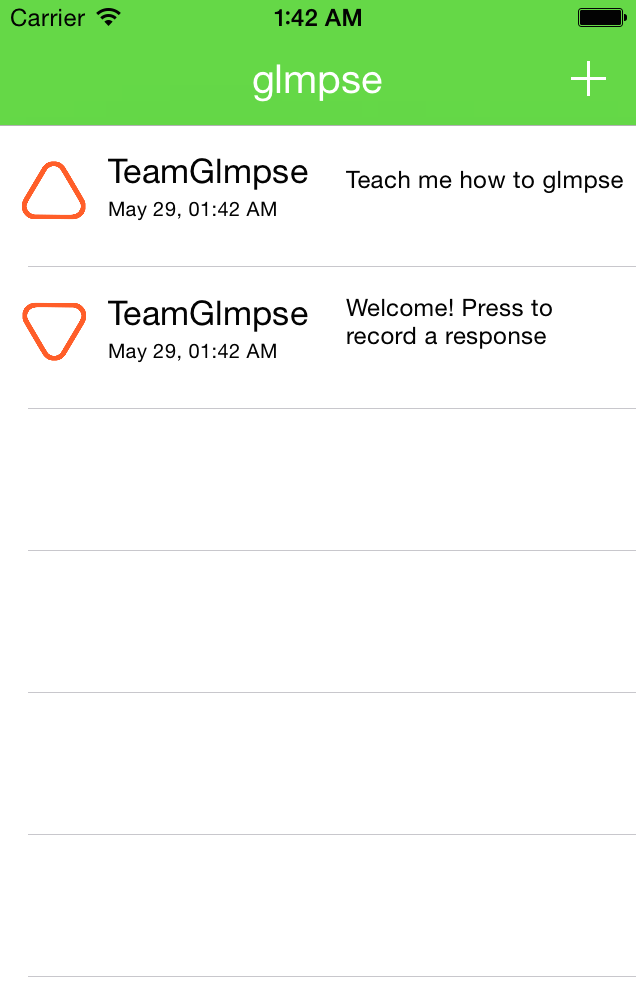 Carrier 1:42 AM
glmpse
TeamGlmpse
May 29, 01:42 AM
Teach me how to glmpse
TeamGlmpse
May 29, 01:42 AM
Welcome! Press to
record a response